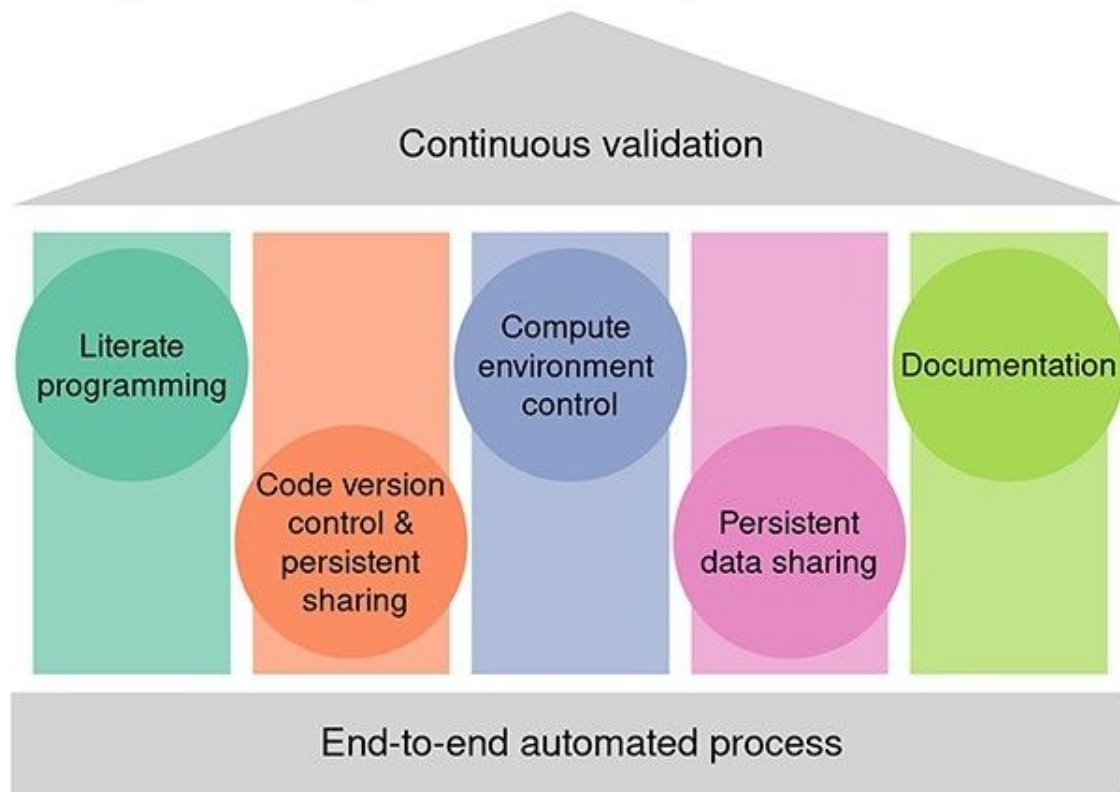 Continuous validation
Literate
programming
Code version
control &
persistent
sharing
Compute
environment
control
Persistent
data sharing
Documentation
End-to-end automated process